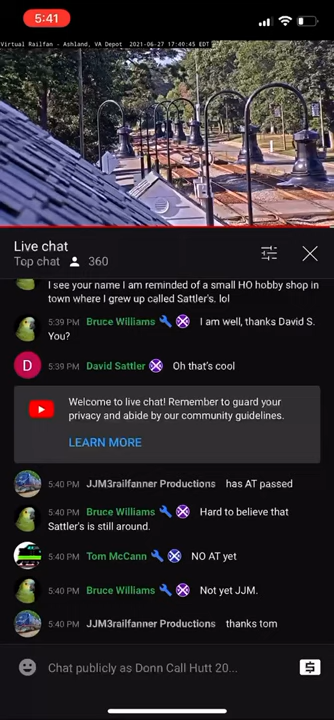 5:41
Virtual Railfan - Ashland, VA Depot 2021-06-27 17:40:45 EDT
Live chat
Top chat 360
I see your name I am reminded of a small HO hobby shop in
town where I grew up called Sattler's. lol
5:39 PM Bruce Williams I am well, thanks David S.
You?
D 5:39 PM David Sattler Oh that's cool
Welcome to live chat! Remember to guard your
privacy and abide by our community guidelines.
LEARN MORE
5:40 PM JJM3railfanner Productions has AT passed
5:40 PM Bruce Williams Hard to believe that
Sattler's is still around.
5:40 PM Tom McCann NO AT yet
5:40 PM Bruce Williams Not yet JJM.
5:40 PM JJM3railfanner Productions thanks tom
Chat publicly as Donn Call Hutt 20...
$